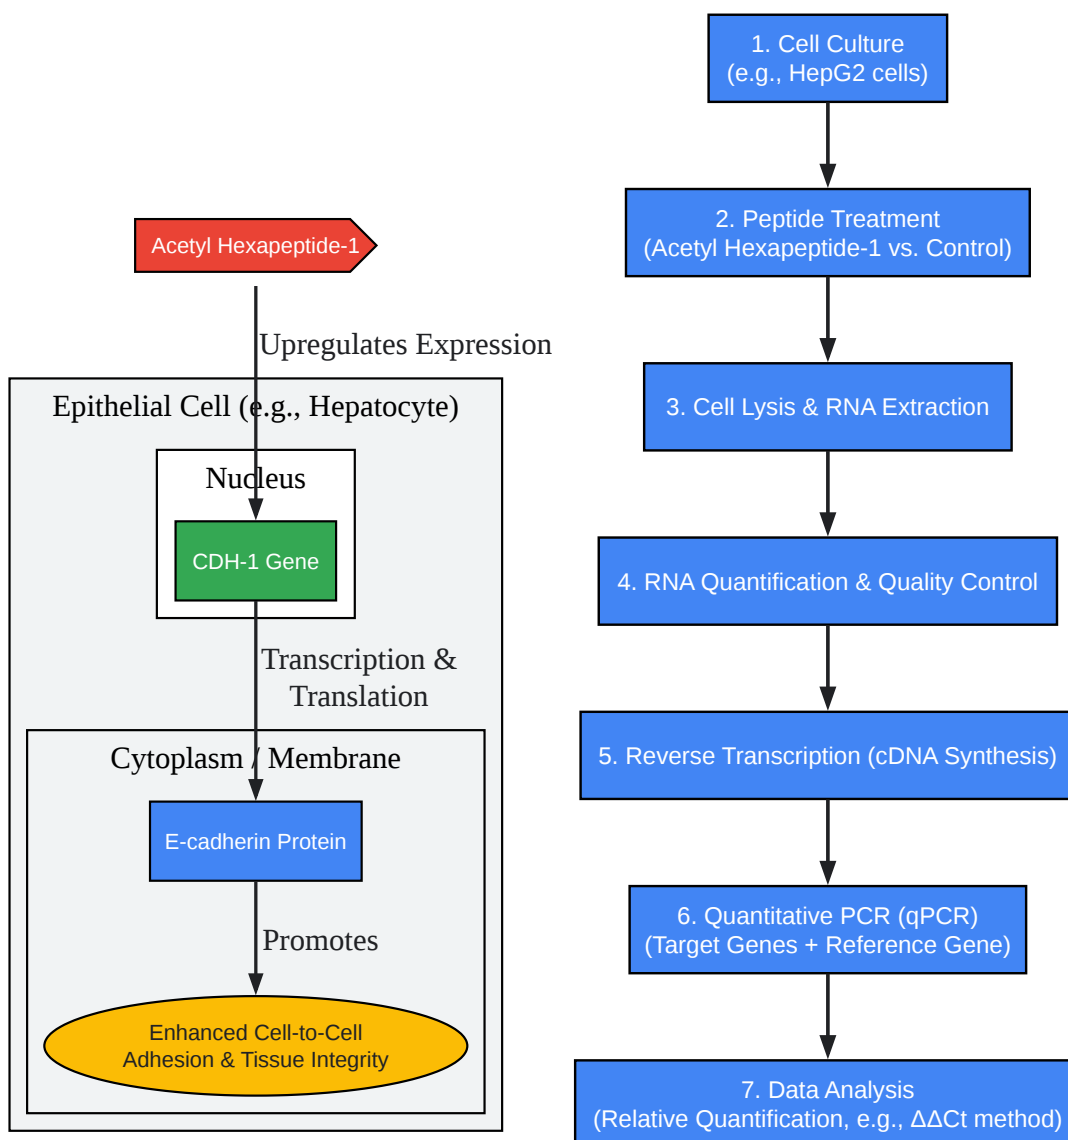 Acetyl Hexapeptide-1
Upregulates Expression
Epithelial Cell (e.g., Hepatocyte)
Nucleus
CDH-1 Gene
Transcription &
Translation
Cytoplasm / Membrane
E-cadherin Protein
Promotes
Enhanced Cell-to-Cell
Adhesion & Tissue Integrity
1. Cell Culture
(e.g., HepG2 cells)
2. Peptide Treatment
(Acetyl Hexapeptide-1 vs. Control)
3. Cell Lysis & RNA Extraction
4. RNA Quantification & Quality Control
5. Reverse Transcription (cDNA Synthesis)
6. Quantitative PCR (qPCR)
(Target Genes + Reference Gene)
7. Data Analysis
(Relative Quantification, e.g., ΔΔCt method)